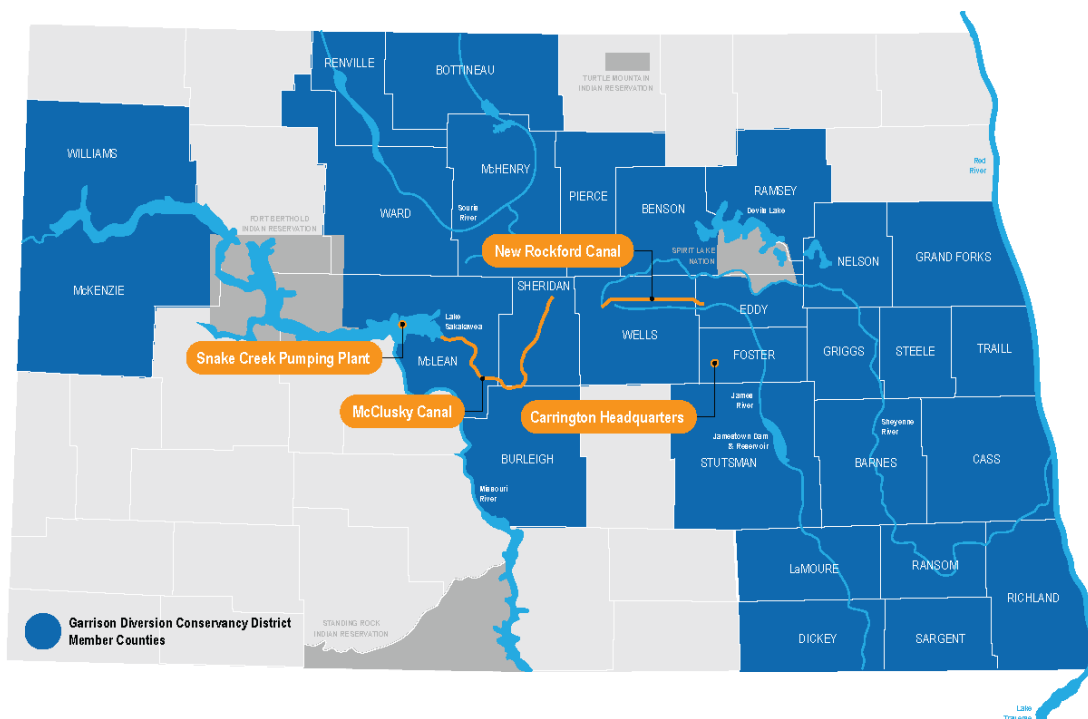 RENVILLE
BOTTINEAU
TURTLE MOUNTAIN
INDIAN RESERVATION
WILLIAMS
McHENRY
Red
River
PIERCE
RAMSEY
WARD
Souris
River
BENSON
Devils Lake
FORT BERTHOLD
INDIAN RESERVATION
New Rockford Canal
SPIRIT LAKE
NATION
NELSON
GRAND FORKS
McKENZIE
SHERIDAN
EDDY
Lake
Sakakawea
WELLS
Snake Creek Pumping Plant
McLEAN
FOSTER
GRIGGS
STEELE
TRAILL
McClusky Canal
Carrington Headquarters
James
River
Sheyenne
River
Jamestown Dam
& Reservoir
BURLEIGH
STUTSMAN
BARNES
CASS
Missouri
River
LaMOURE
RANSOM
RICHLAND
Garrison Diversion Conservancy District
Member Counties
STANDING ROCK
INDIAN RESERVATION
DICKEY
SARGENT
Lake
Traverse